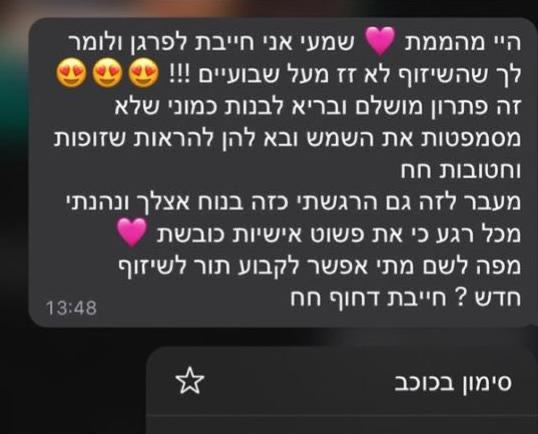 היי מהממת 💗 שמעי אני חייבת לפרגן ולומר
לך שהשיזוף לא זז מעל שבועיים !!! 😍😍😍
זה פתרון מושלם ובריא לבנות כמוני שלא
מסמפטות את השמש ובא להן להראות שזופות
וחטובות חח
מעבר לזה גם הרגשתי כזה בנוח אצלך ונהנתי
מכל רגע כי את פשוט אישיות כובשת 💗
מפה לשם מתי אפשר לקבוע תור לשיזוף
חדש ? חייבת דחוף חח
13:48
סימון בכוכב